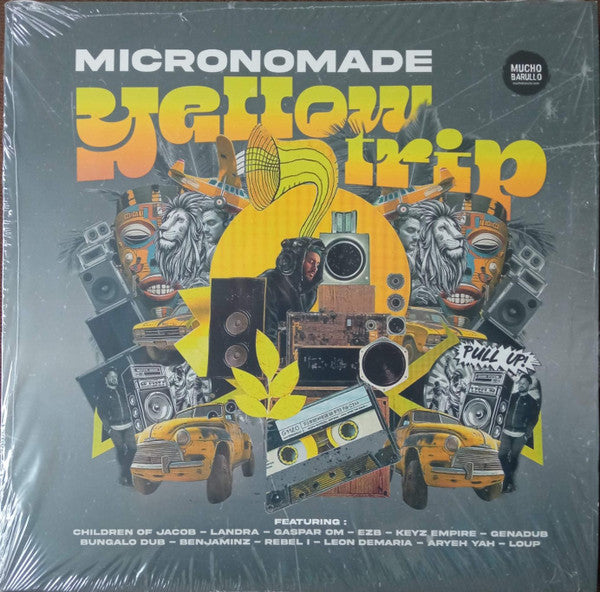 MICRONOMADE
MUCHO
BARULLO
Yellow
trip
PULL UP!
FEATURING :
CHILDREN OF JACOB – LANDRA – GASPAR OM – EZB – KEYZ EMPIRE – GENADUB
BUNGALO DUB – BENJAMINZ – REBEL I – LEON DEMARIA – ARYEH YAH – LOUP